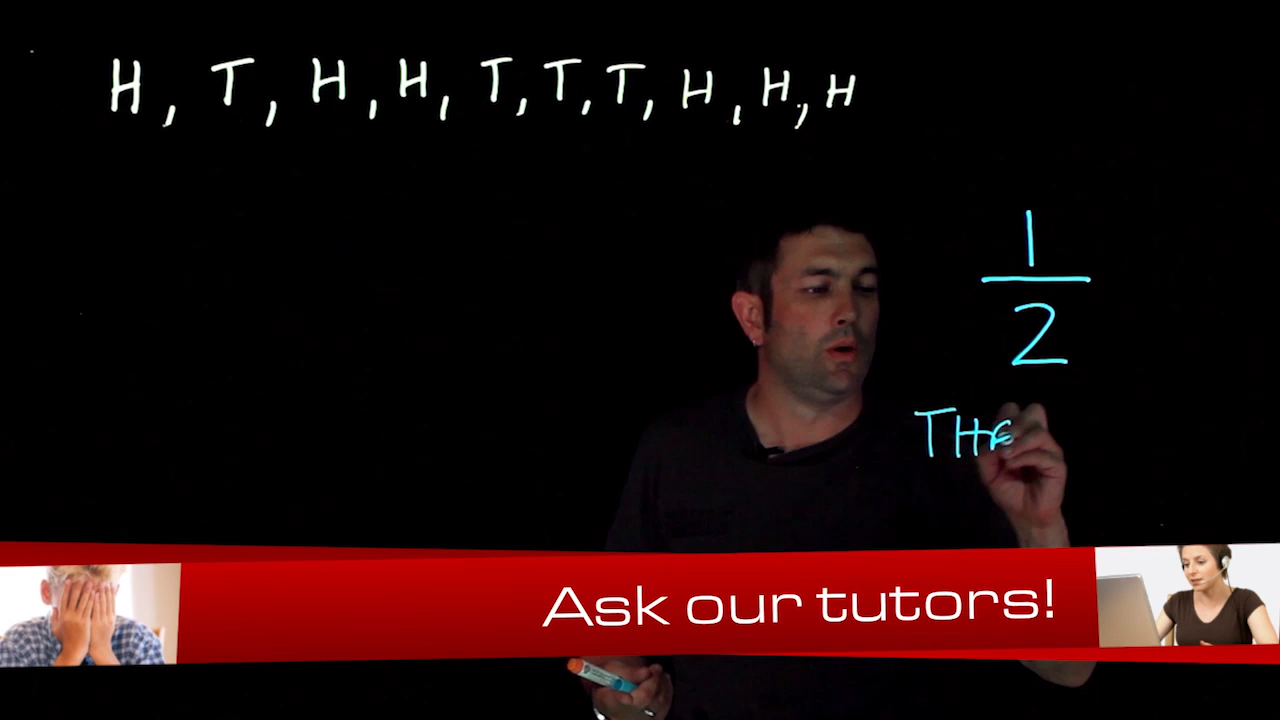 H, T, H, H, T, T, T, H, H, H
1
2
THE
Ask our tutors!